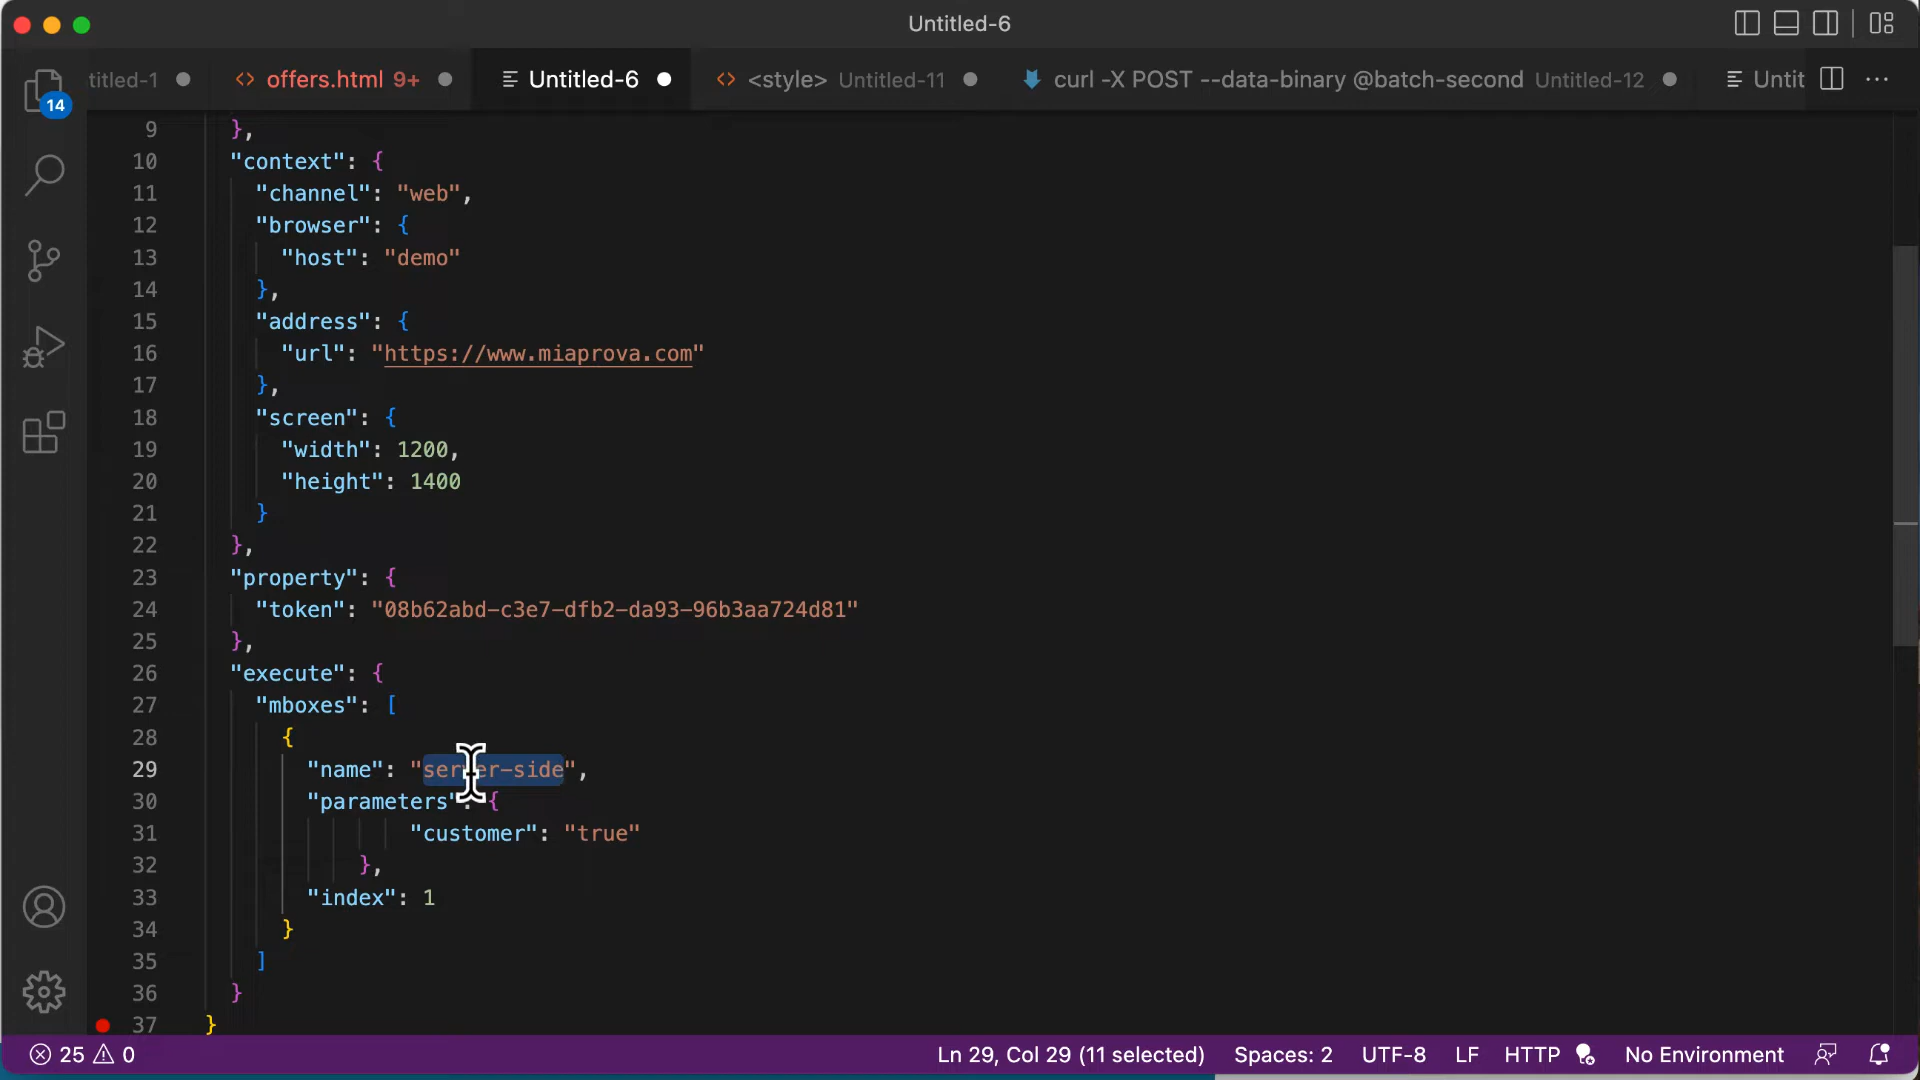 Untitled-6
titled-1
<> offers.html 9+
Untitled-6
<> <style> Untitled-11
curl -X POST --data-binary @batch-second Untitled-12
Untit
14
9 },
10 "context": {
11 "channel": "web",
12 "browser": {
13 "host": "demo"
14 },
15 "address": {
16 "url": "https://www.miaprova.com"
17 },
18 "screen": {
19 "width": 1200,
20 "height": 1400
21 }
22 },
23 "property": {
24 "token": "08b62abd-c3e7-dfb2-da93-96b3aa724d81"
25 },
26 "execute": {
27 "mboxes": [
28 {
29 "name": "server-side",
30 "parameters": {
31 "customer": "true"
32 },
33 "index": 1
34 }
35 ]
36 }
37 }
25 0 Ln 29, Col 29 (11 selected) Spaces: 2 UTF-8 LF HTTP No Environment